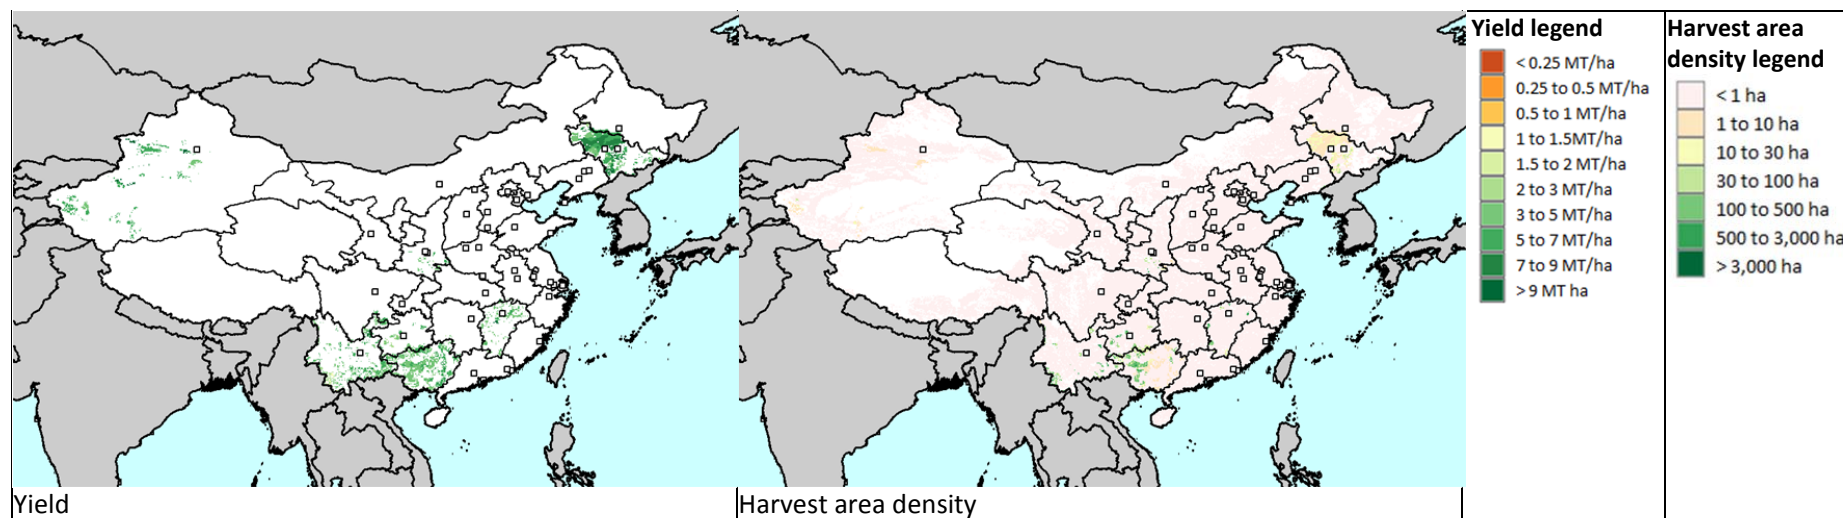 Yield legend
< 0.25 MT/ha
0.25 to 0.5 MT/ha
0.5 to 1 MT/ha
1 to 1.5MT/ha
1.5 to 2 MT/ha
2 to 3 MT/ha
3 to 5 MT/ha
5 to 7 MT/ha
7 to 9 MT/ha
> 9 MT ha
Harvest area
density legend
< 1 ha
1 to 10 ha
10 to 30 ha
30 to 100 ha
100 to 500 ha
500 to 3,000 ha
> 3,000 ha
Yield
Harvest area density